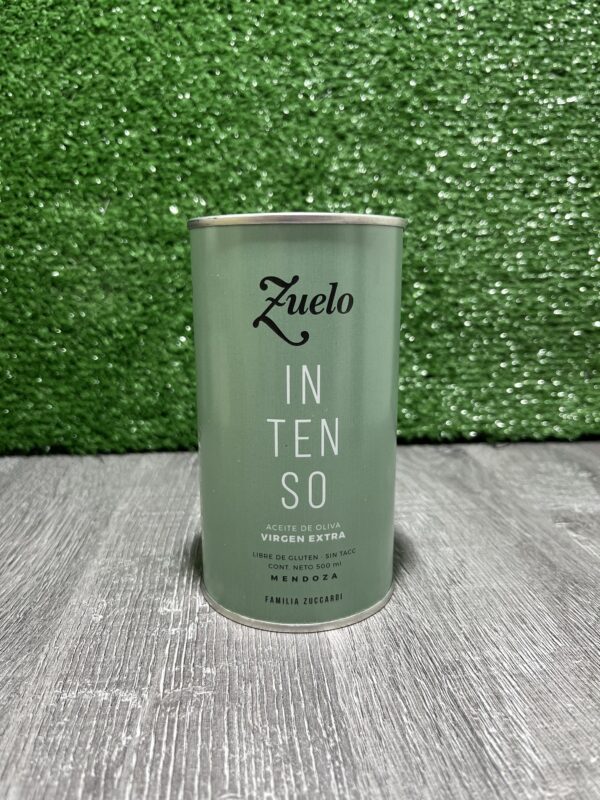 Zuelo
IN
TEN
SO
ACEITE DE OLIVA
VIRGEN EXTRA
LIBRE DE GLUTEN · SIN TACC
CONT. NETO 500 ml
MENDOZA
FAMILIA ZUCCARDI